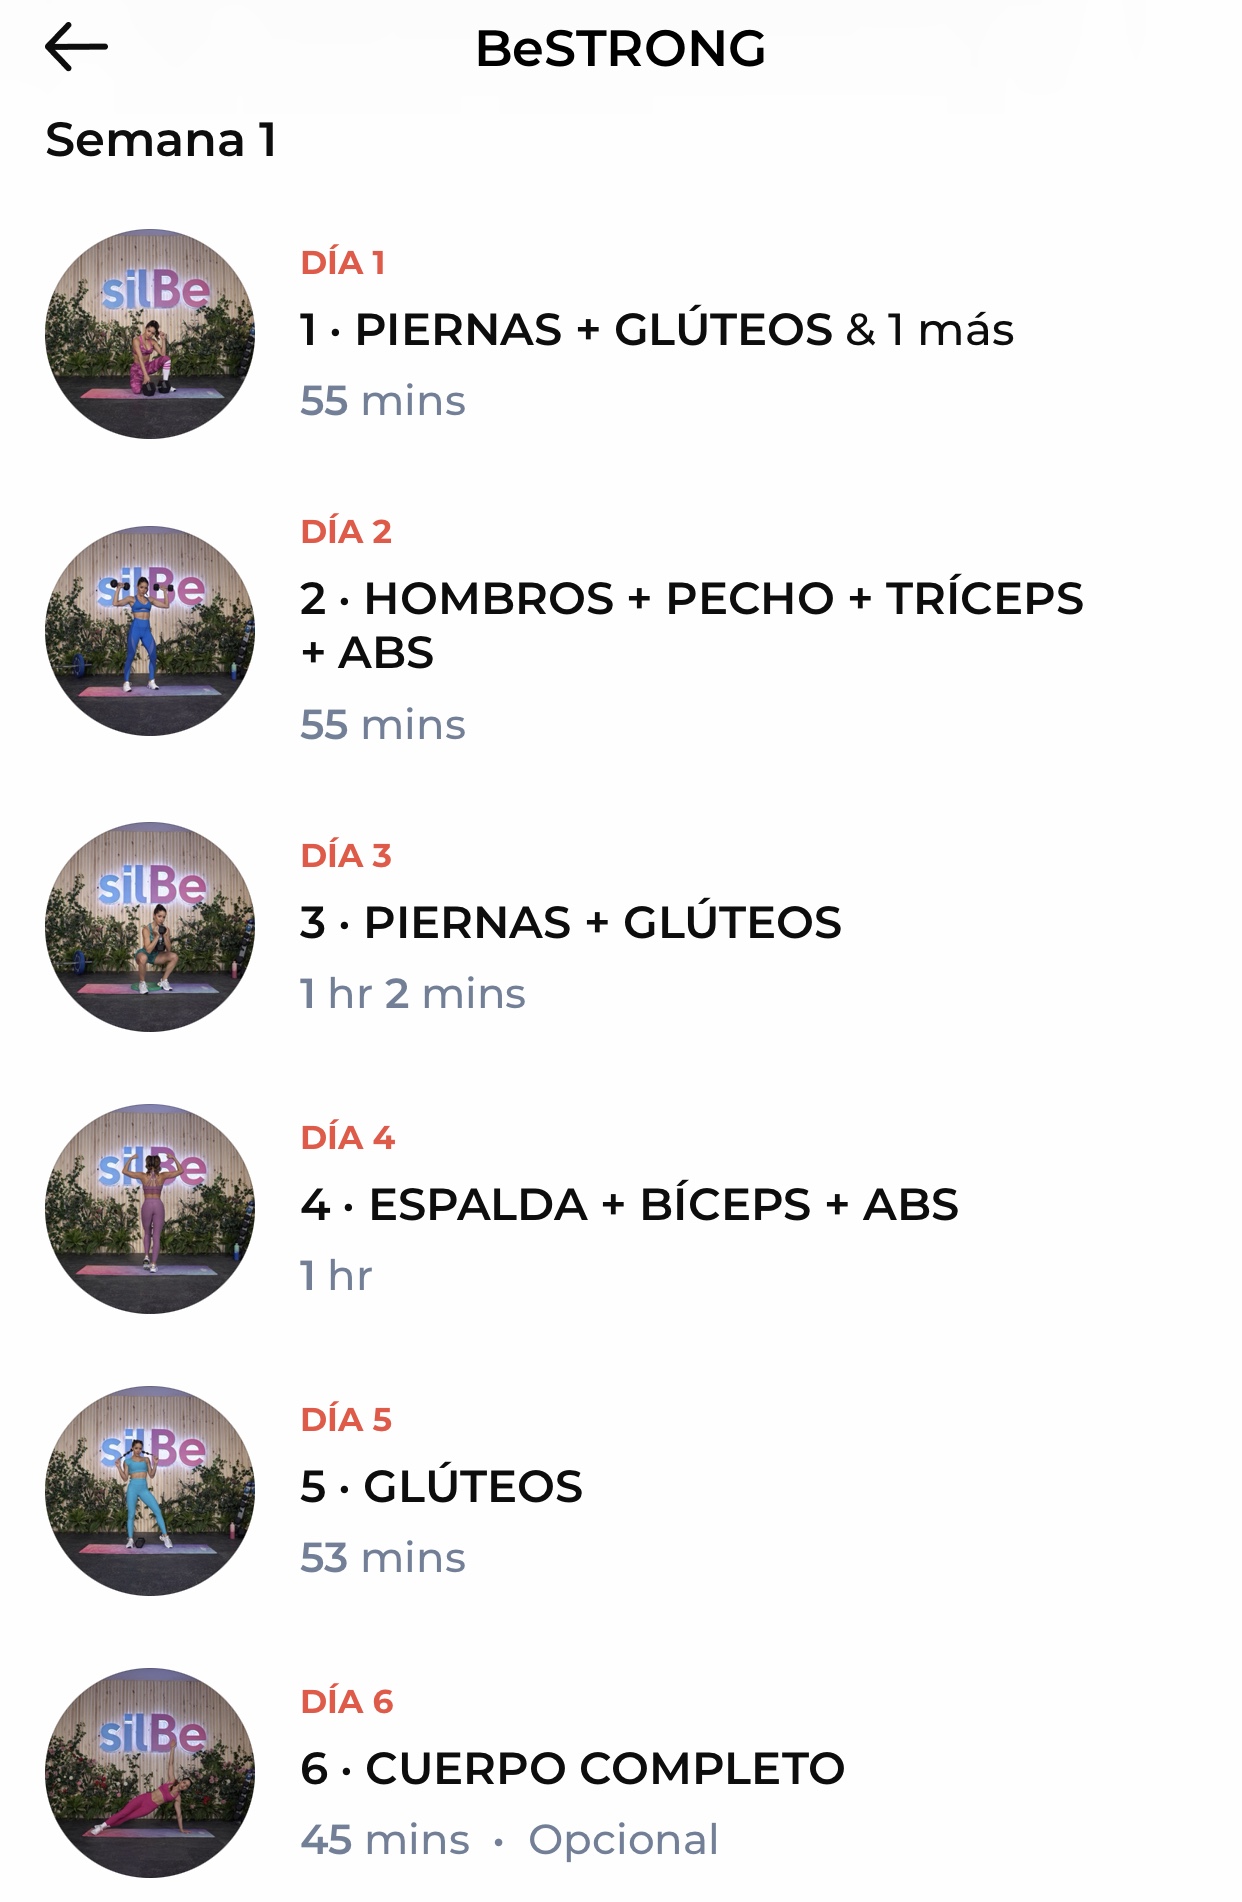 BeSTRONG
Semana 1
silBe
DÍA 1
1 · PIERNAS + GLÚTEOS & 1 más
55 mins
silBe
DÍA 2
2 · HOMBROS + PECHO + TRÍCEPS
+ ABS
55 mins
silBe
DÍA 3
3 · PIERNAS + GLÚTEOS
1 hr 2 mins
silBe
DÍA 4
4 · ESPALDA + BÍCEPS + ABS
1 hr
silBe
DÍA 5
5 · GLÚTEOS
53 mins
silBe
DÍA 6
6 · CUERPO COMPLETO
45 mins · Opcional